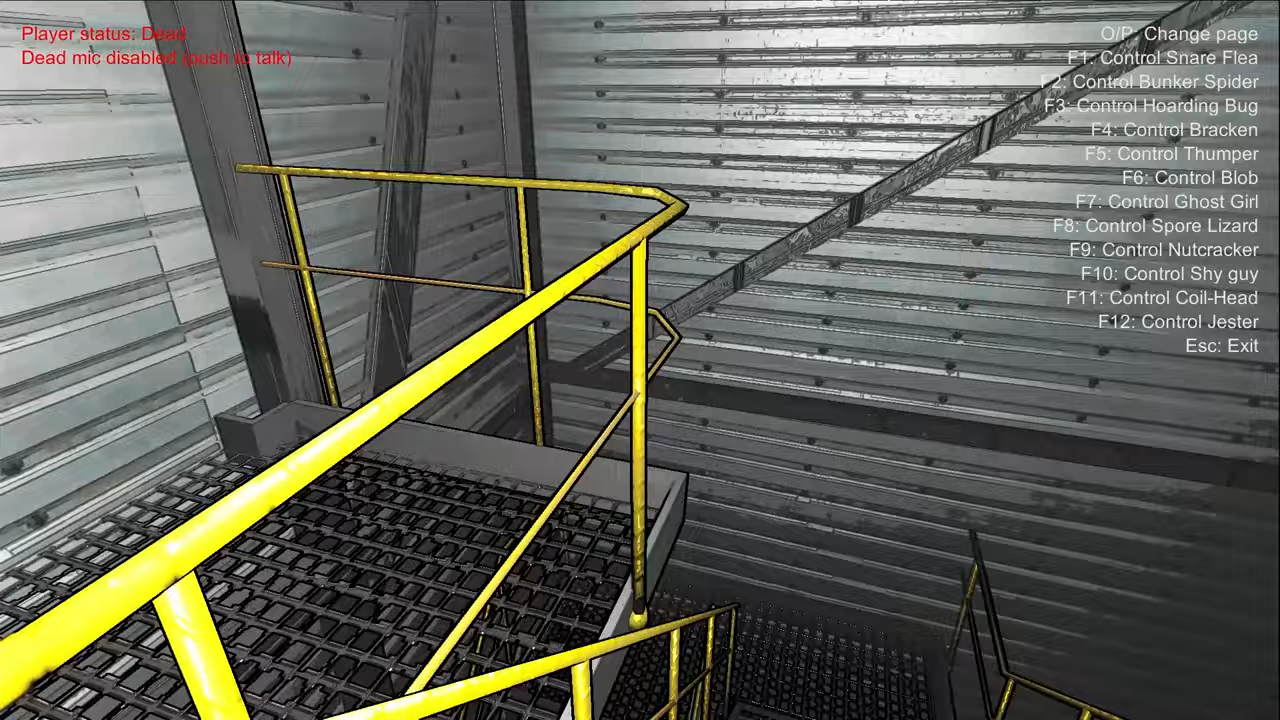 Player status: Dead
Dead mic disabled (push to talk)
O/P: Change page
F1: Control Snare Flea
F2: Control Bunker Spider
F3: Control Hoarding Bug
F4: Control Bracken
F5: Control Thumper
F6: Control Blob
F7: Control Ghost Girl
F8: Control Spore Lizard
F9: Control Nutcracker
F10: Control Shy guy
F11: Control Coil-Head
F12: Control Jester
Esc: Exit